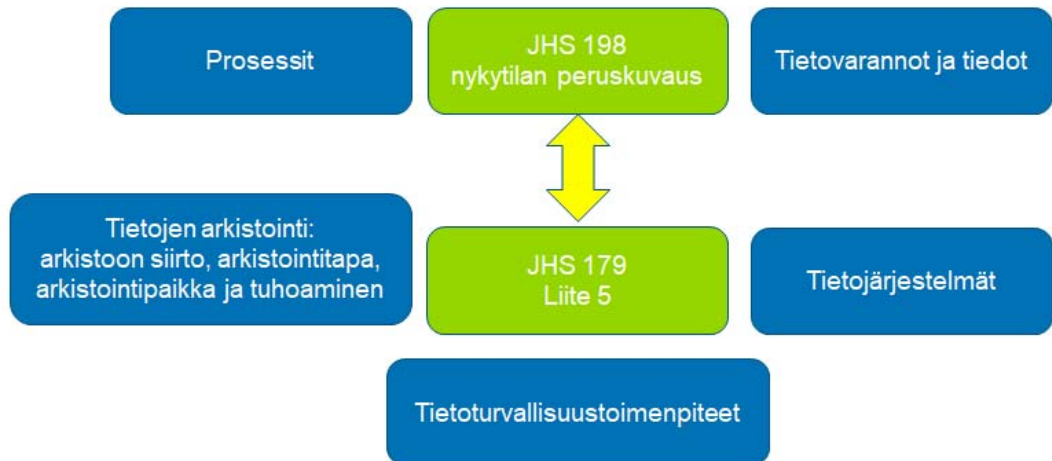 Prosessit
JHS 198
nykytilan peruskuvaus
Tietovarannot ja tiedot
Tietojen arkistointi:
arkistoon siirto, arkistointitapa,
arkistointipaikka ja tuhoaminen
JHS 179
Liite 5
Tietojärjestelmät
Tietoturvallisuustoimenpiteet